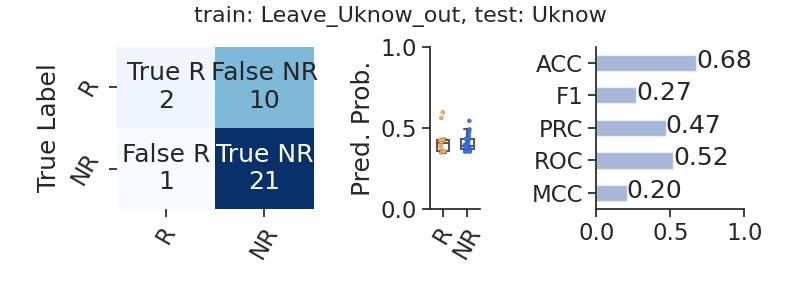 train: Leave_Uknow_out, test: Uknow
True Label
R
NR
True R
2
False NR
10
False R
1
True NR
21
R
NR
Pred. Prob.
1.0
0.5
0.0
R
NR
ACC
F1
PRC
ROC
MCC
0.68
0.27
0.47
0.52
0.20
0.0
0.5
1.0